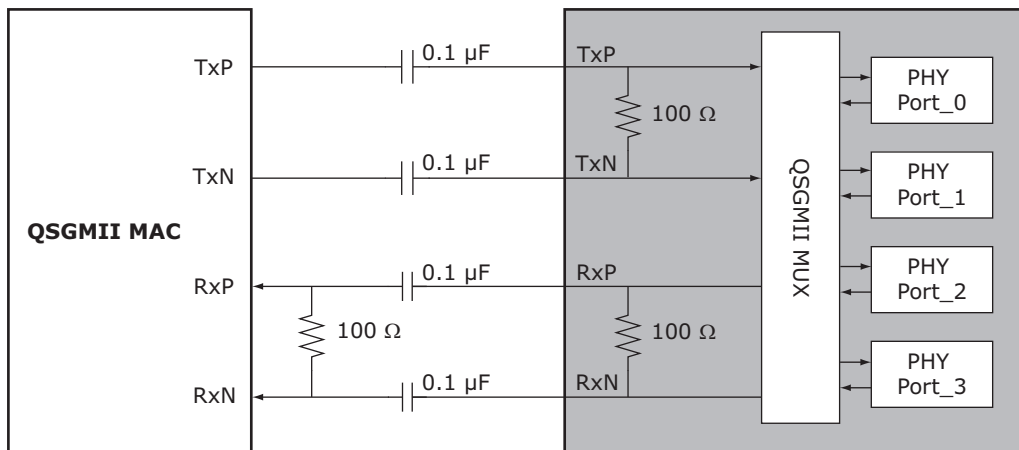 TxP
0.1 µF
TxP
100 Ω
TxN
0.1 µF
TxN
QSGMII MAC
RxP
0.1 µF
RxP
100 Ω
100 Ω
RxN
0.1 µF
RxN
QSGMII MUX
PHY
Port_0
PHY
Port_1
PHY
Port_2
PHY
Port_3